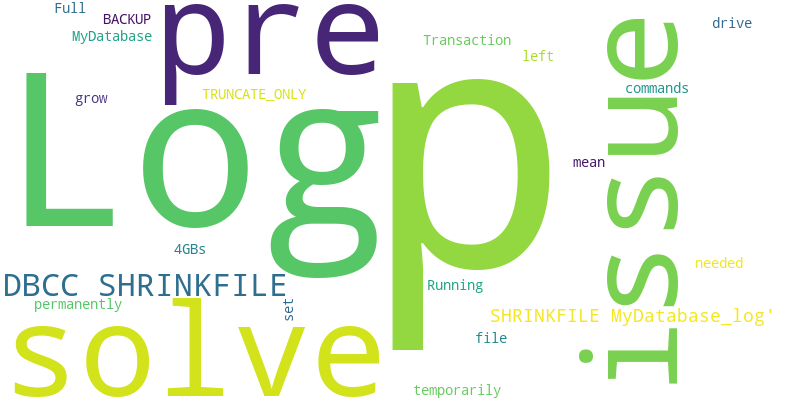 Full
BACKUP
MyDatabase
pre
Transaction
left
drive
issue
commands
grow
TRUNCATE_ONLY
Log
p
mean
4GBs
DBCC SHRINKFILE
Running
needed
permanently
set
SHRINKFILE MyDatabase_log'
solve
file
temporarily